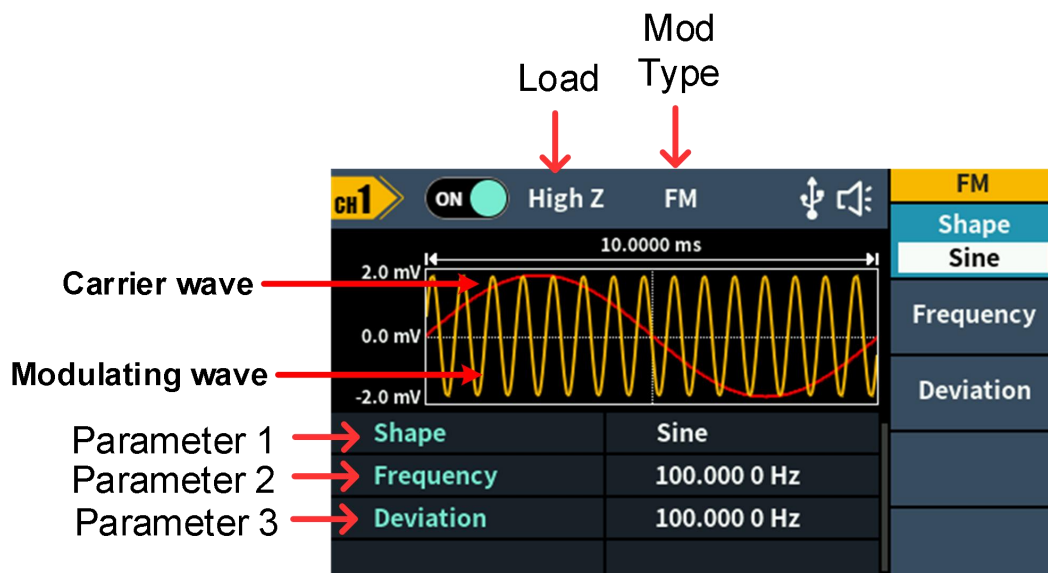 Mod
Type
Load
CH1
ON
High Z
FM
FM
Shape
Sine
Frequency
Deviation
10.0000 ms
2.0 mV
0.0 mV
-2.0 mV
Carrier wave
Modulating wave
Parameter 1
Shape
Sine
Parameter 2
Frequency
100.000 0 Hz
Parameter 3
Deviation
100.000 0 Hz